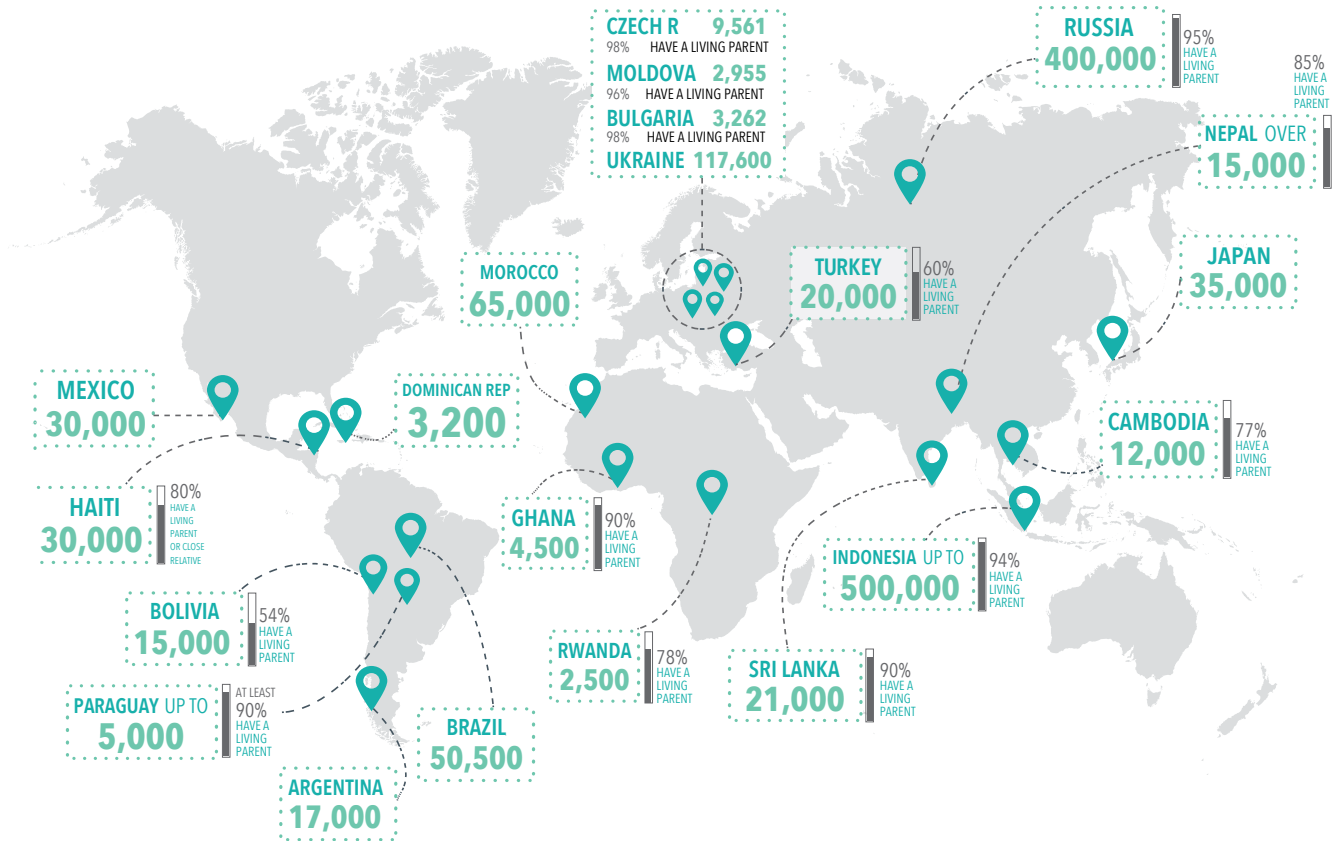 CZECH R 9,561
98% HAVE A LIVING PARENT
MOLDOVA 2,955
96% HAVE A LIVING PARENT
BULGARIA 3,262
98% HAVE A LIVING PARENT
UKRAINE 117,600
RUSSIA
400,000
95%
HAVE A
LIVING
PARENT
85%
HAVE A
LIVING
PARENT
NEPAL OVER
15,000
MOROCCO
65,000
TURKEY
20,000
60%
HAVE A
LIVING
PARENT
JAPAN
35,000
MEXICO
30,000
DOMINICAN REP
3,200
CAMBODIA
12,000
77%
HAVE A
LIVING
PARENT
HAITI
30,000
80%
HAVE A
LIVING
PARENT
OR CLOSE
RELATIVE
GHANA
4,500
90%
HAVE A
LIVING
PARENT
INDONESIA UP TO
500,000
94%
HAVE A
LIVING
PARENT
BOLIVIA
15,000
54%
HAVE A
LIVING
PARENT
RWANDA
2,500
78%
HAVE A
LIVING
PARENT
SRI LANKA
21,000
90%
HAVE A
LIVING
PARENT
PARAGUAY UP TO
5,000
AT LEAST
90%
HAVE A
LIVING
PARENT
BRAZIL
50,500
ARGENTINA
17,000